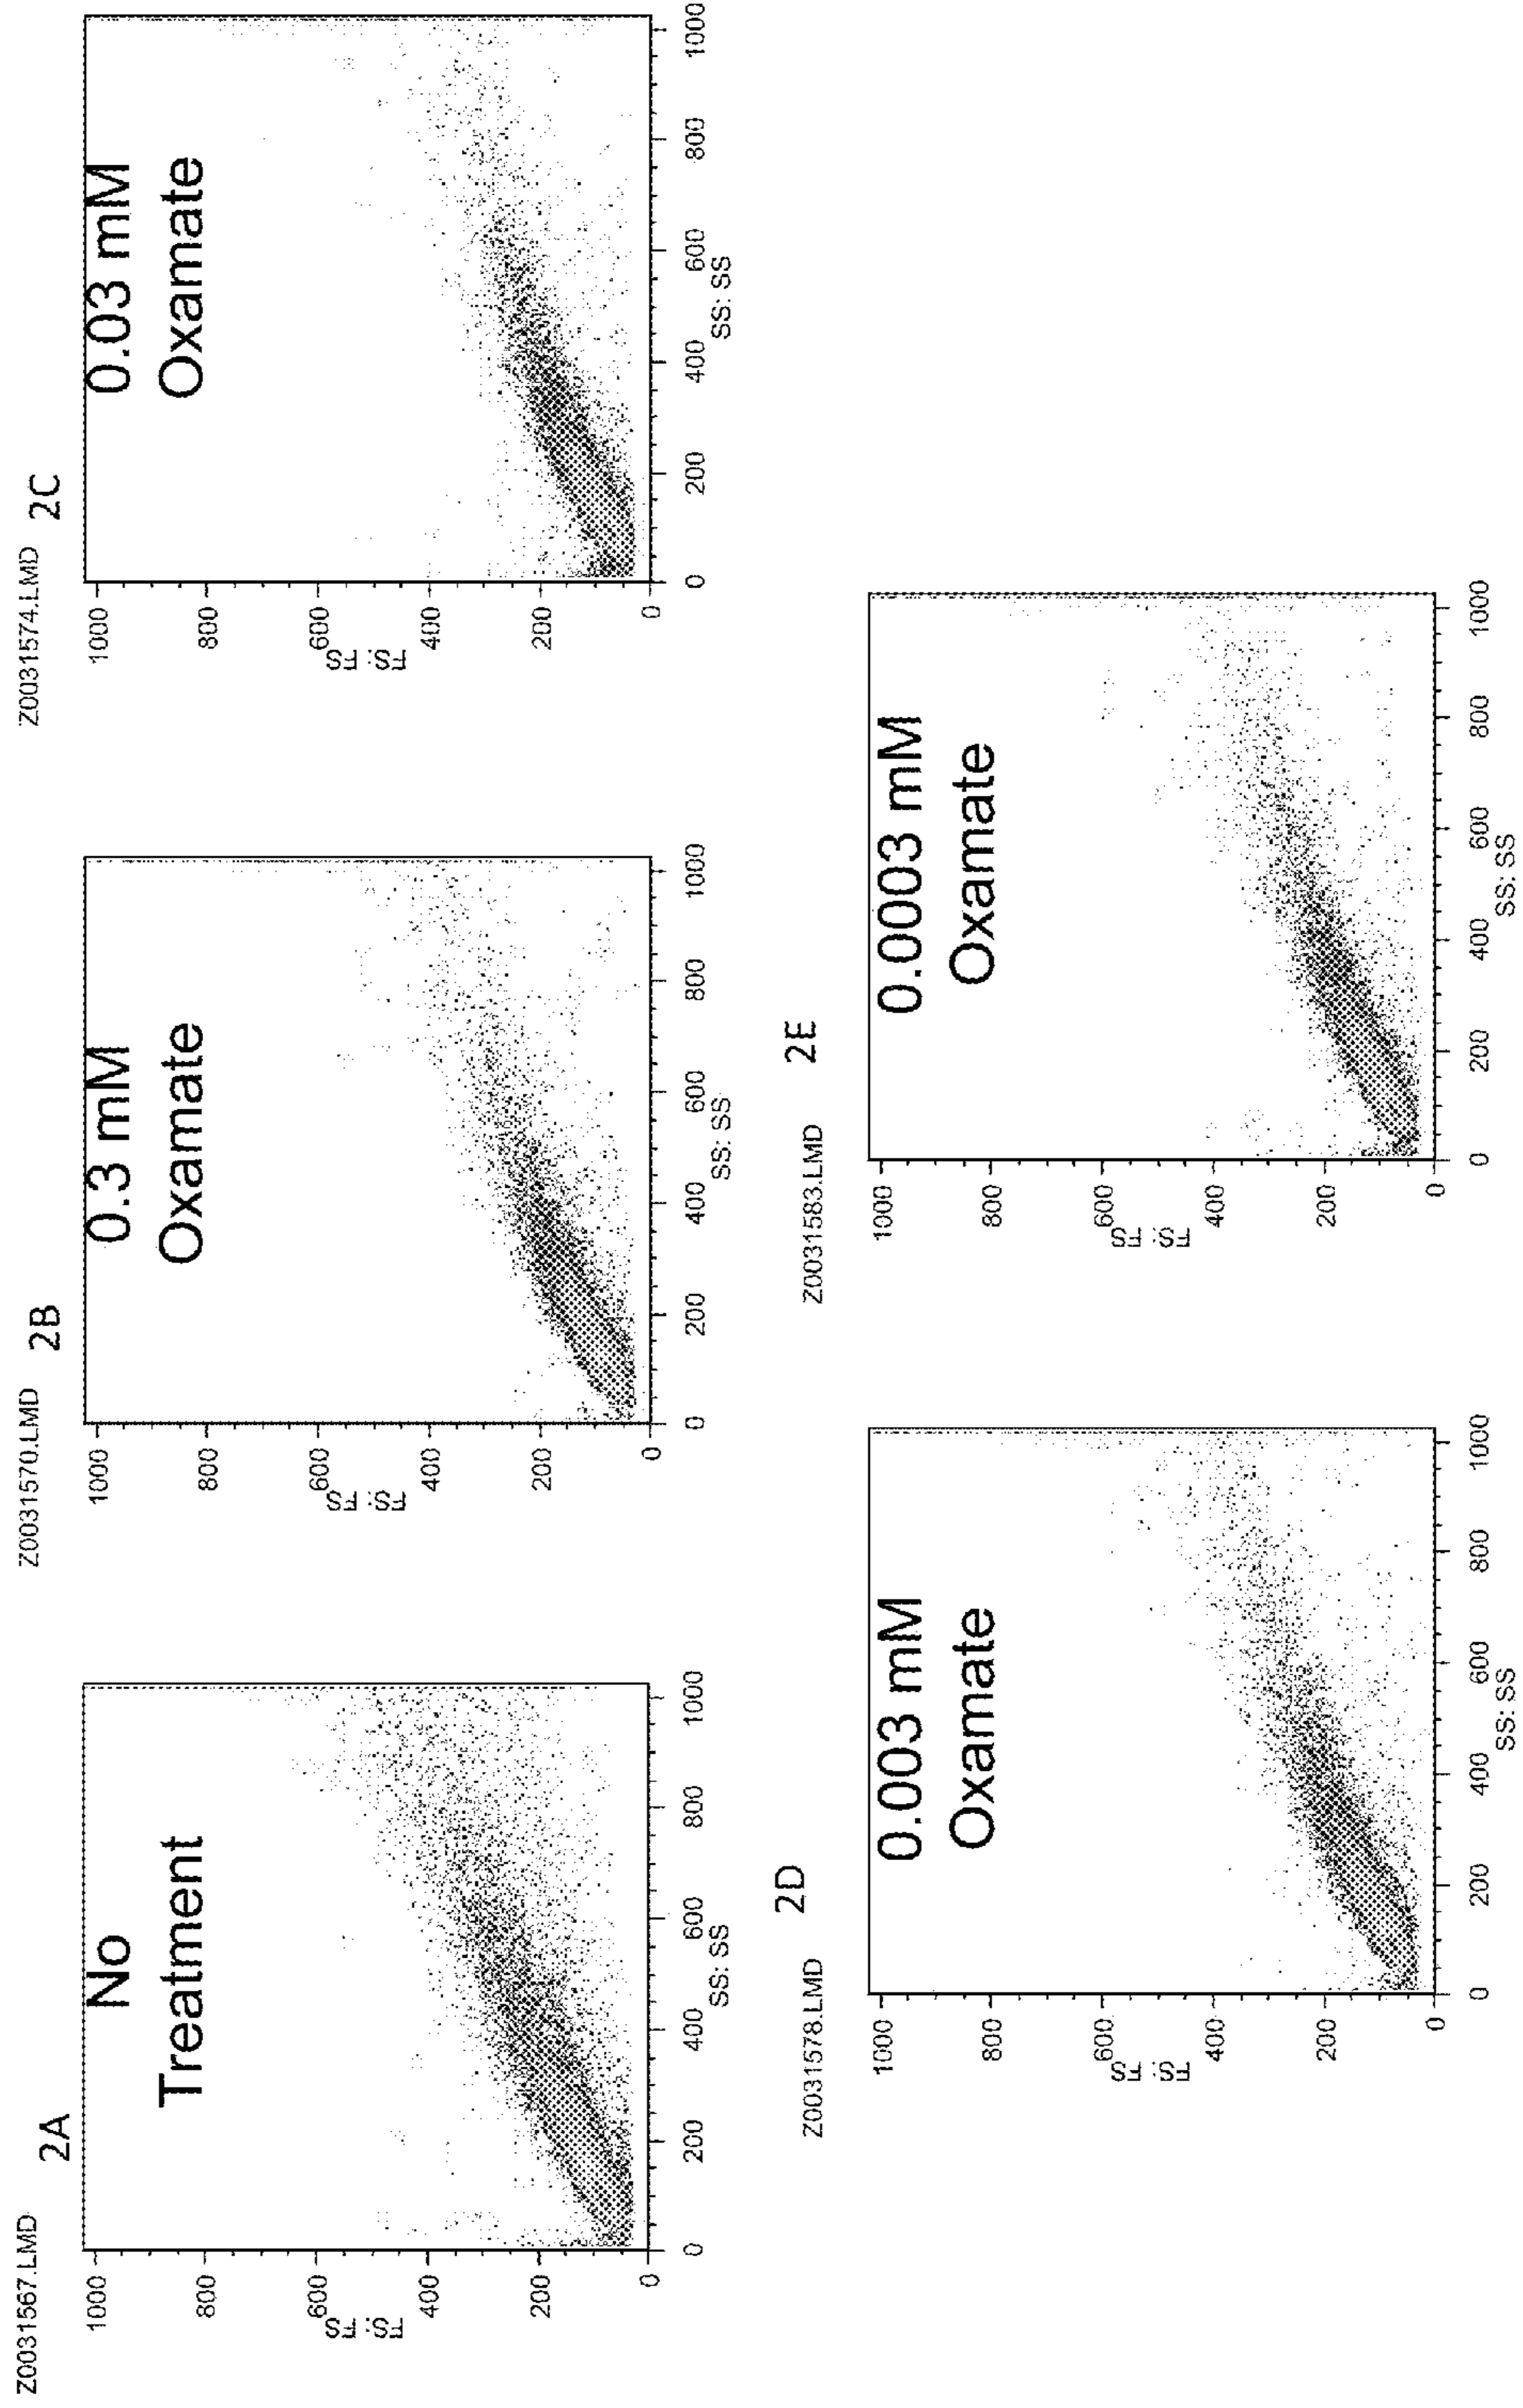 Z0031567.LMD
2A
No
Treatment
1000
800
600
400
200
0
FS: FS
0
200
400
600
800
1000
SS: SS
Z0031570.LMD
2B
0.3 mM
Oxamate
1000
800
600
400
200
0
FS: FS
0
200
400
600
800
1000
SS: SS
Z0031574.LMD
2C
0.03 mM
Oxamate
1000
800
600
400
200
0
FS: FS
0
200
400
600
800
1000
SS: SS
Z0031578.LMD
2D
0.003 mM
Oxamate
1000
800
600
400
200
0
FS: FS
0
200
400
600
800
1000
SS: SS
Z0031583.LMD
2E
0.0003 mM
Oxamate
1000
800
600
400
200
0
FS: FS
0
200
400
600
800
1000
SS: SS